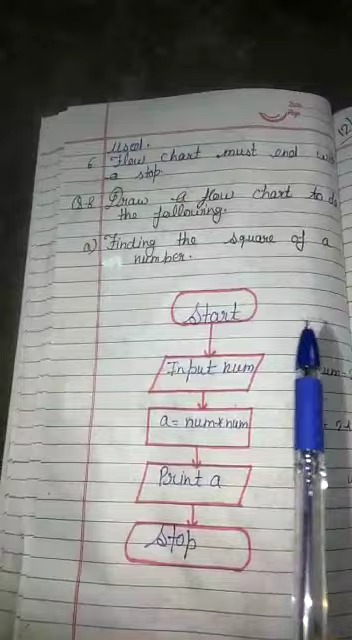 used.
6. Flow chart must end with
a stop.
Q.8. Draw a flow chart to do
the following.
a) Finding the square of a
number.
Start
Input num
a = num*num
Print a
Stop